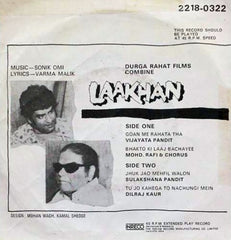 2218-0322
THIS RECORD SHOULD
BE PLAYED
AT 45 R.P.M. SPEED
MUSIC—SONIK OMI
LYRICS—VARMA MALIK
DURGA RAHAT FILMS
COMBINE
LAAKHAN
SIDE ONE
GOAN ME RAHATA THA
VIJAYATA PANDIT
BHAKTO KI LAAJ BACHAYEE
MOHD. RAFI & CHORUS
SIDE TWO
JHUK JAO MEHFIL WALON
SULAKSHANA PANDIT
TU JO KAHEGA TO NACHUNGI MEIN
DILRAJ KAUR
DESIGN: MOHAN WAGH, KAMAL SHEDGE
INRECO
45 R.P.M. EXTENDED PLAY RECORD